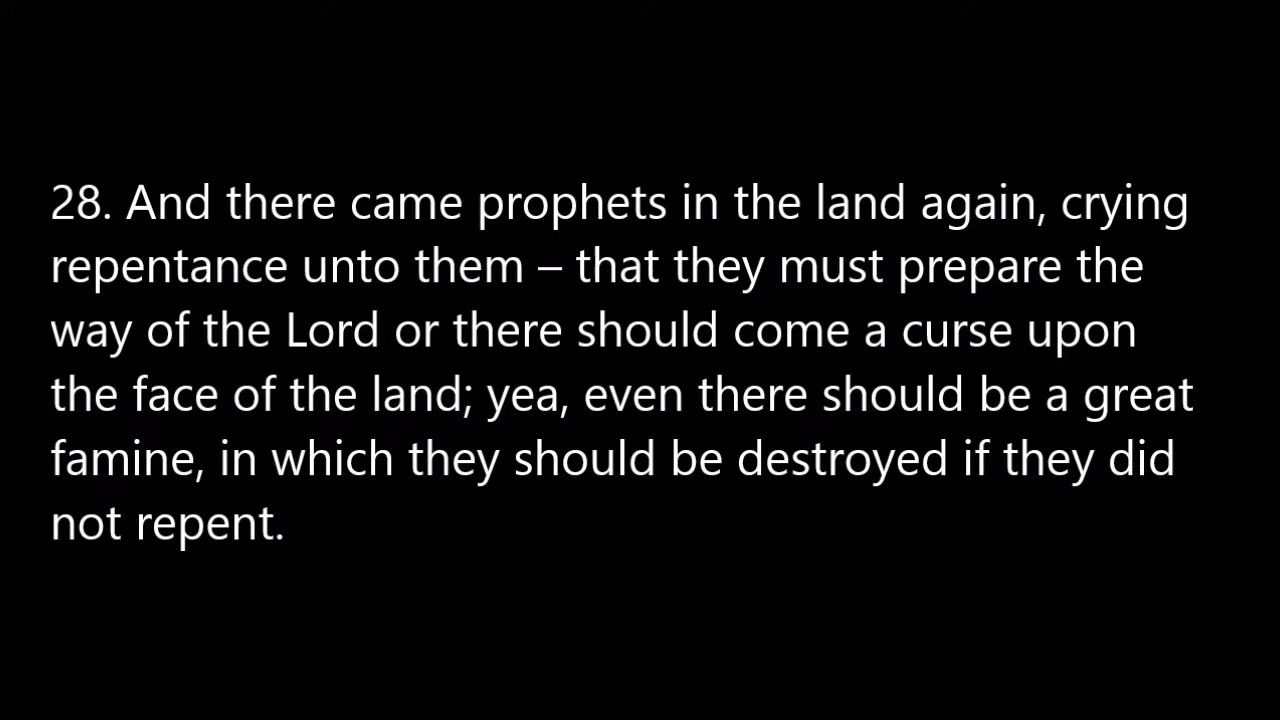 28. And there came prophets in the land again, crying
repentance unto them – that they must prepare the
way of the Lord or there should come a curse upon
the face of the land; yea, even there should be a great
famine, in which they should be destroyed if they did
not repent.